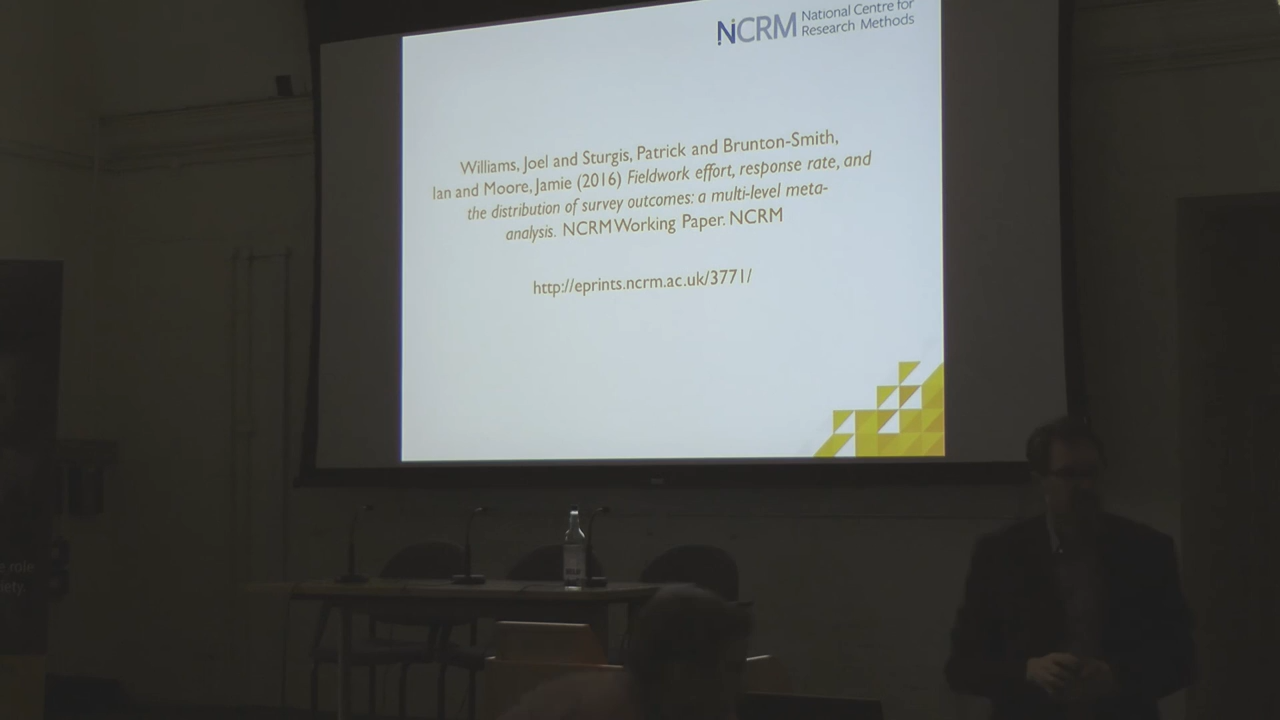 NCRM National Centre for
Research Methods
Williams, Joel and Sturgis, Patrick and Brunton-Smith,
Ian and Moore, Jamie (2016) Fieldwork effort, response rate, and
the distribution of survey outcomes: a multi-level meta-
analysis. NCRM Working Paper. NCRM
http://eprints.ncrm.ac.uk/3771/
role